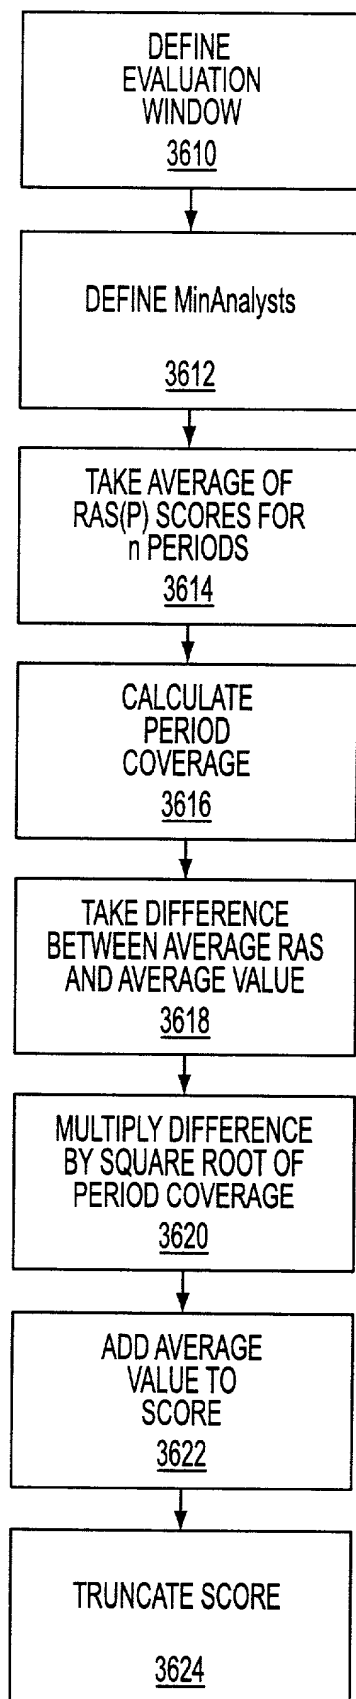 DEFINE
EVALUATION
WINDOW
3610
DEFINE MinAnalysts
3612
TAKE AVERAGE OF
RAS(P) SCORES FOR
n PERIODS
3614
CALCULATE
PERIOD
COVERAGE
3616
TAKE DIFFERENCE
BETWEEN AVERAGE RAS
AND AVERAGE VALUE
3618
MULTIPLY DIFFERENCE
BY SQUARE ROOT OF
PERIOD COVERAGE
3620
ADD AVERAGE
VALUE TO
SCORE
3622
TRUNCATE SCORE
3624